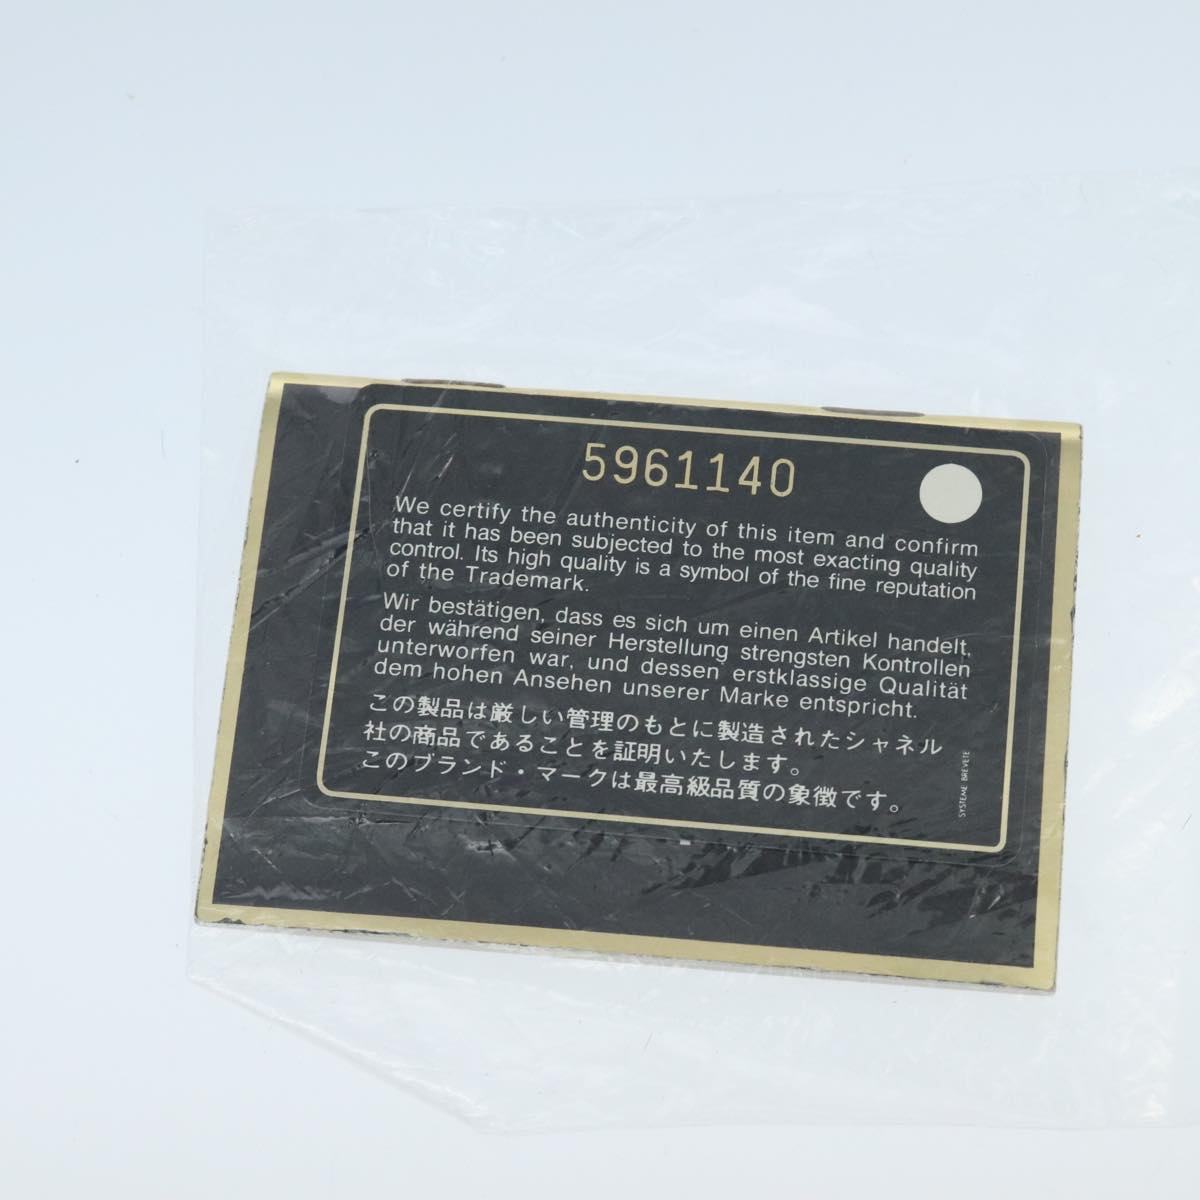 5961140
We certify the authenticity of this item and confirm
that it has been subjected to the most exacting quality
control. Its high quality is a symbol of the fine reputation
of the Trademark.
Wir bestätigen, dass es sich um einen Artikel handelt,
der während seiner Herstellung strengsten Kontrollen
unterworfen war, und dessen erstklassige Qualität
dem hohen Ansehen unserer Marke entspricht.
この製品は厳しい管理のもとに製造されたシャネル
社の商品であることを証明いたします。
このブランド・マークは最高級品質の象徴です。
SYSTEME BREVETE